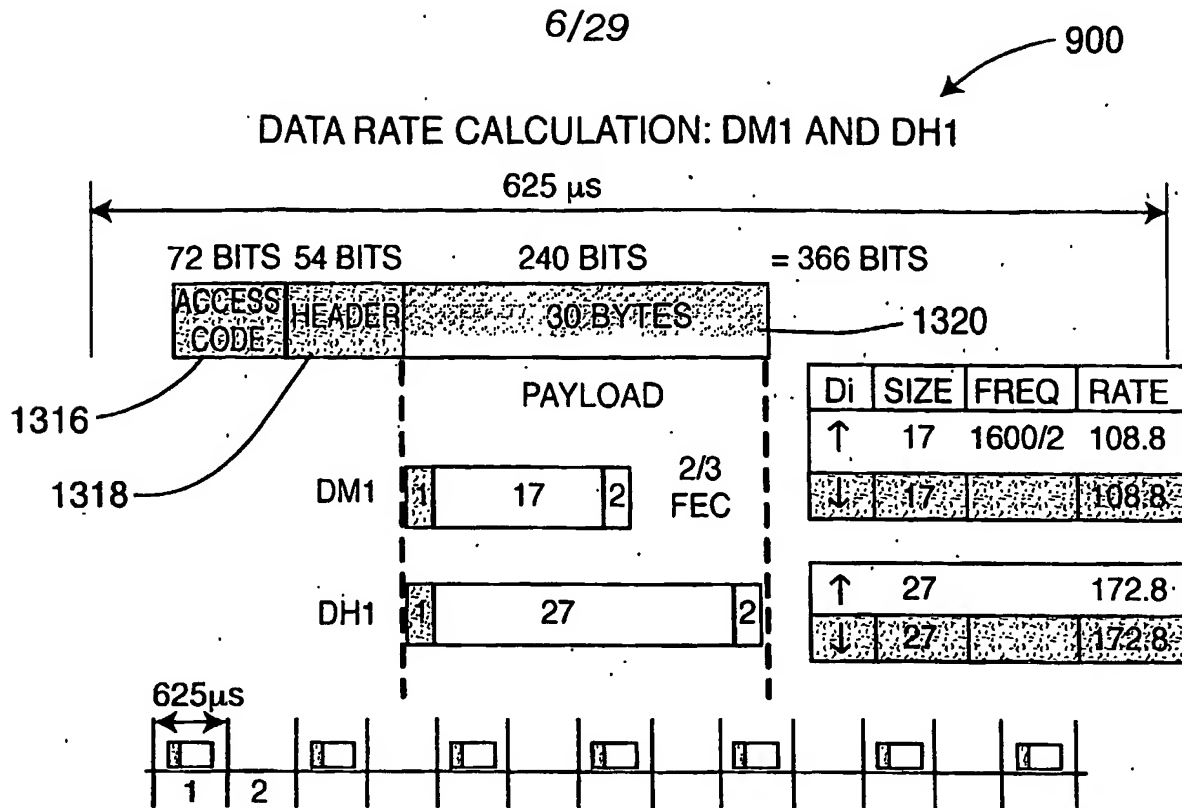 6/29
900
DATA RATE CALCULATION: DM1 AND DH1
625 µs
72 BITS 54 BITS 240 BITS = 366 BITS
ACCESS CODE HEADER 30 BYTES 1320
PAYLOAD
1316
1318
Di SIZE FREQ RATE
↑ 17 1600/2 108.8
↓ 17 108.8
DM1 1 17 2 2/3 FEC
↑ 27 172.8
↓ 27 172.8
DH1 1 27 2
625µs
1 2